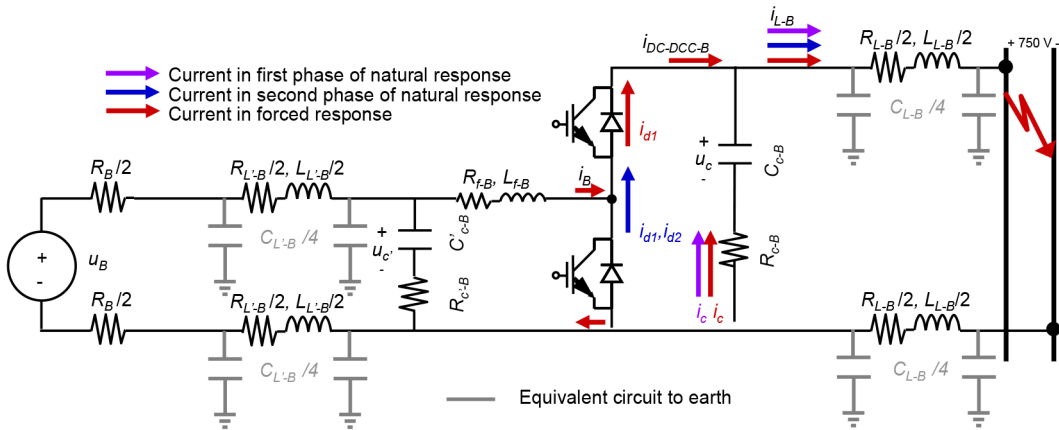 i_L-B
i_DC-DCC-B
R_L-B/2, L_L-B/2
+ 750 V -
Current in first phase of natural response
Current in second phase of natural response
Current in forced response
C_L-B /4
i_d1
+
u_c
-
C_c-B
R_B/2
R_L'-B/2, L_L'-B/2
R_f-B, L_f-B
i_B
C_L'-B/4
+
u_c'
-
C'_c-B
i_d1,i_d2
R_c-B
+
-
u_B
R_c'-B
i_c i_c
R_B/2
R_L'-B/2, L_L'-B/2
R_L-B/2, L_L-B/2
C_L'-B /4
C_L-B /4
Equivalent circuit to earth